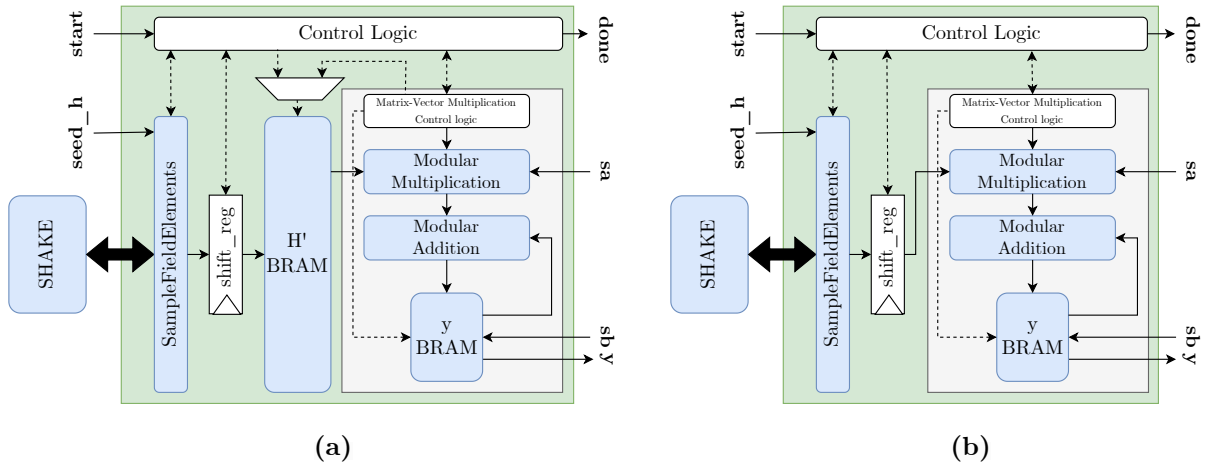 start
Control Logic
done
seed_h
Matrix-Vector Multiplication
Control logic
Modular
Multiplication
sa
SHAKE
SampleFieldElements
shift_reg
H'
BRAM
Modular
Addition
y
BRAM
sb
y
(a)
start
Control Logic
done
seed_h
Matrix-Vector Multiplication
Control logic
Modular
Multiplication
sa
SHAKE
SampleFieldElements
shift_reg
Modular
Addition
y
BRAM
sb
y
(b)